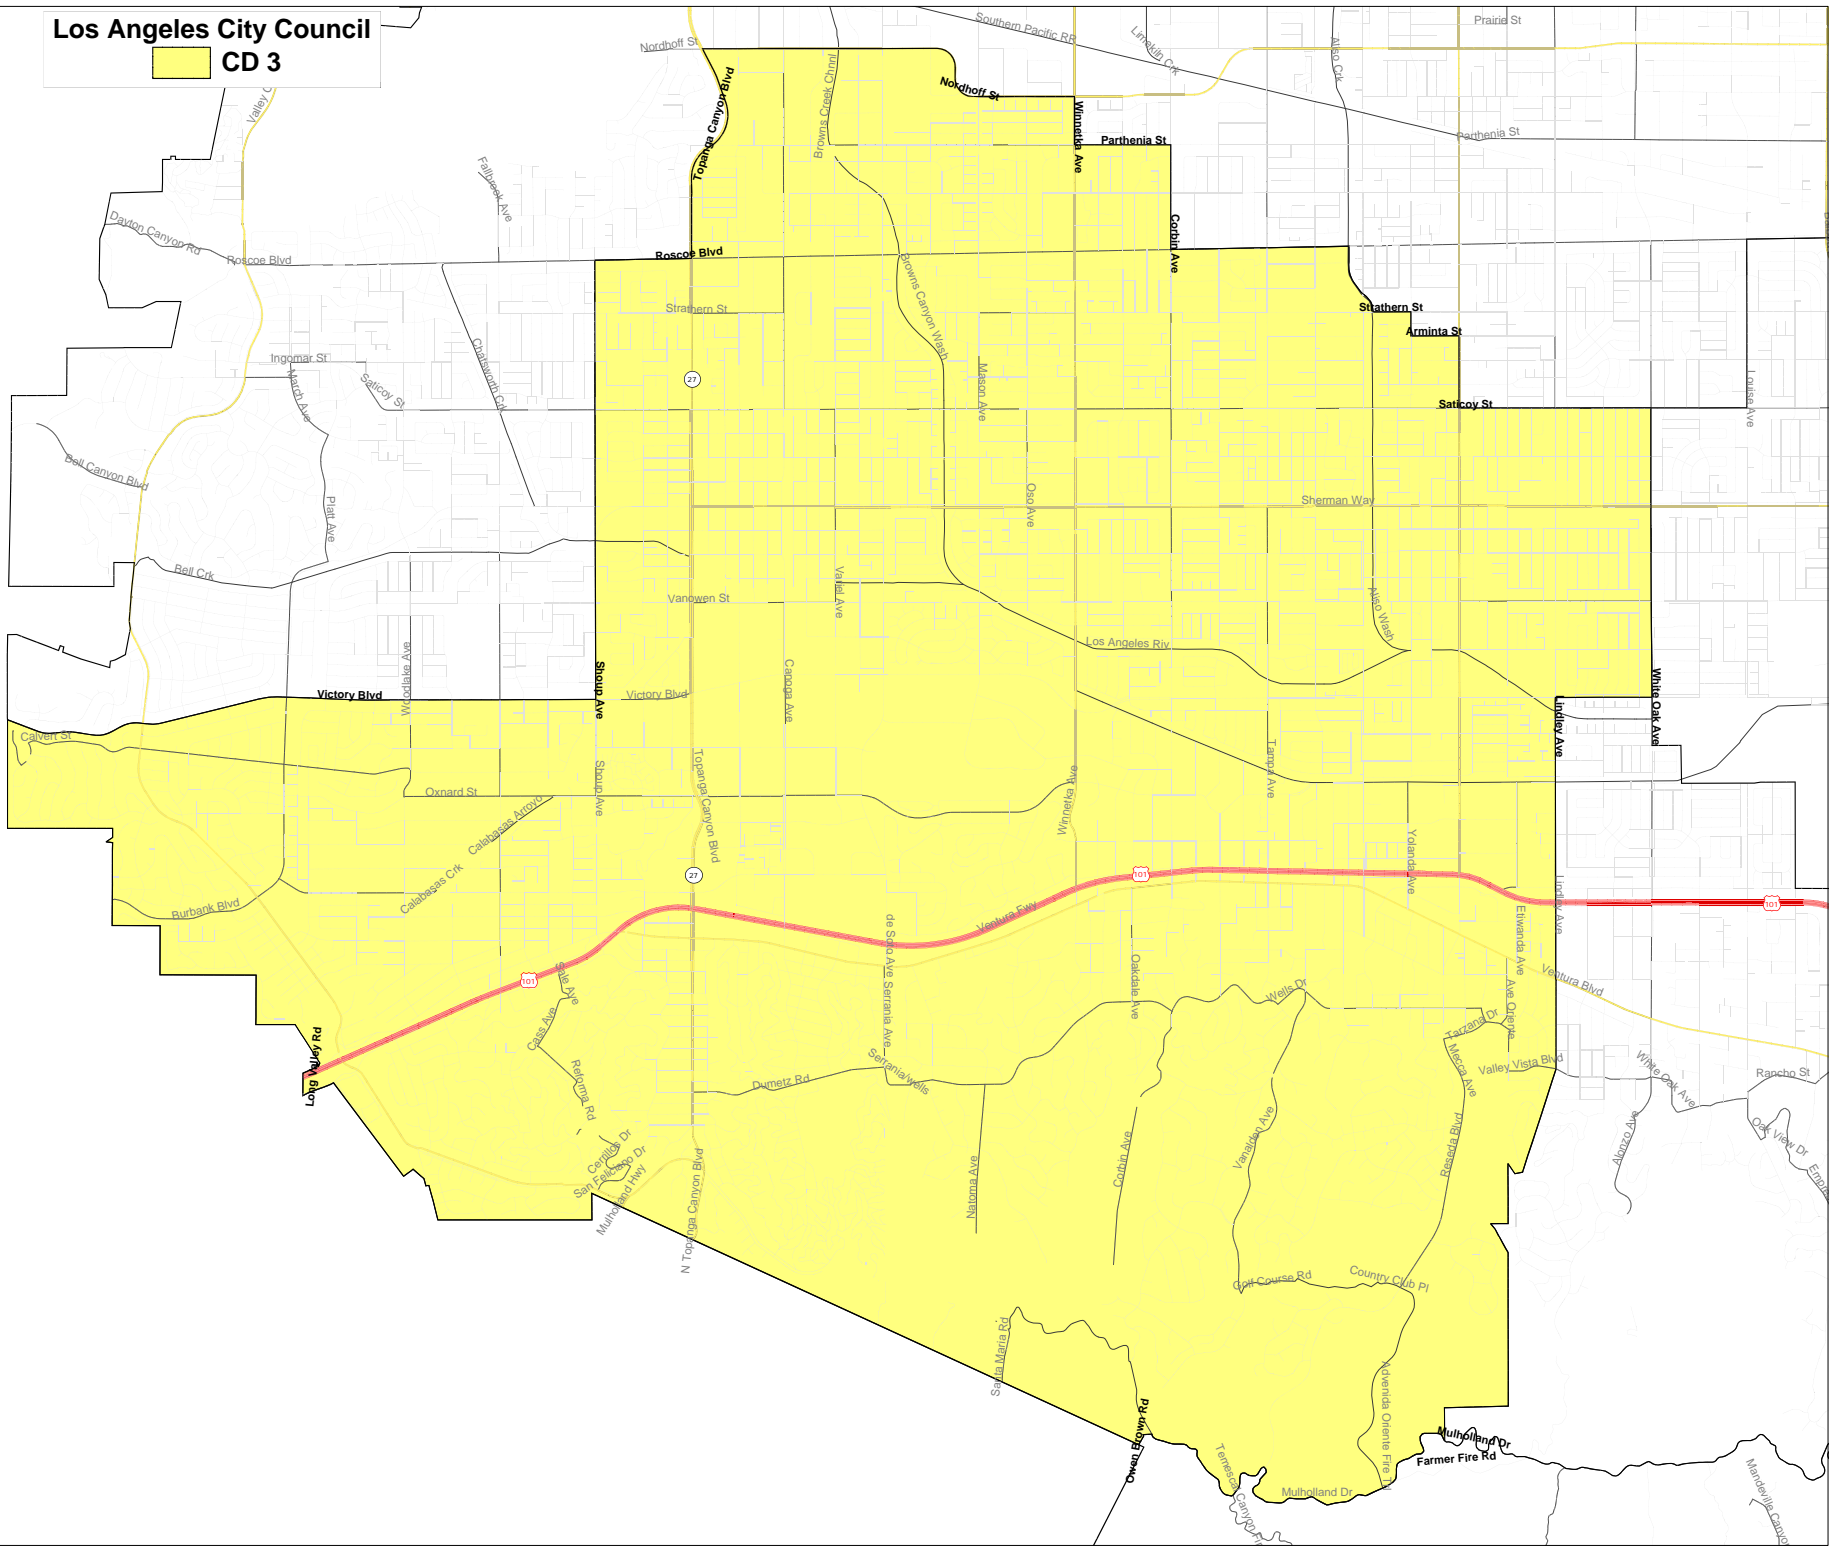 Los Angeles City Council
CD 3
Nordhoff St
Southern Pacific RR
Limekiln Crk
Aliso Crk
Prairie St
Topanga Canyon Blvd
Browns Creek Chnnl
Nordhoff St
Winnetka Ave
Parthenia St
Parthenia St
Fallbrook Ave
Dayton Canyon Rd
Roscoe Blvd
Roscoe Blvd
Corbin Ave
Browns Canyon Wash
Strathern St
Strathern St
Arminta St
Ingomar St
March Ave
Saticoy St
Chatsworth Crk
27
Mason Ave
Saticoy St
Louise Ave
Bell Canyon Blvd
Platt Ave
Oso Ave
Sherman Way
Bell Crk
Vanowen St
Variel Ave
Aliso Wash
Los Angeles Riv
Woodlake Ave
Victory Blvd
Shoup Ave
Victory Blvd
Canoga Ave
Lindley Ave
White Oak Ave
Calvert St
Oxnard St
Shoup Ave
Topanga Canyon Blvd
Winnetka Ave
Tampa Ave
Calabasas Arroyo
Calabasas Crk
Yolanda Ave
27
101
101
Burbank Blvd
Ventura Fwy
de Soto Ave
Serrania Ave
Oakdale Ave
Etiwanda Ave
Lindley Ave
Ventura Blvd
101
Sale Ave
Cass Ave
Wells Dr
Ave Oriente
Tarzana Dr
Mecca Ave
Valley Vista Blvd
White Oak Ave
Rancho St
Long Valley Rd
Reforma Rd
Dumetz Rd
Serrania/wells
Cerrillos Dr
San Feliciano Dr
Mulholland Hwy
N Topanga Canyon Blvd
Natoma Ave
Corbin Ave
Vanalden Ave
Reseda Blvd
Alonzo Ave
Oak View Dr
Golf Course Rd
Country Club Pl
Santa Maria Rd
Owen Brown Rd
Advenida Oriente Fire Trl
Mulholland Dr
Farmer Fire Rd
Mulholland Dr
Temescal Canyon
Mandeville Canyon